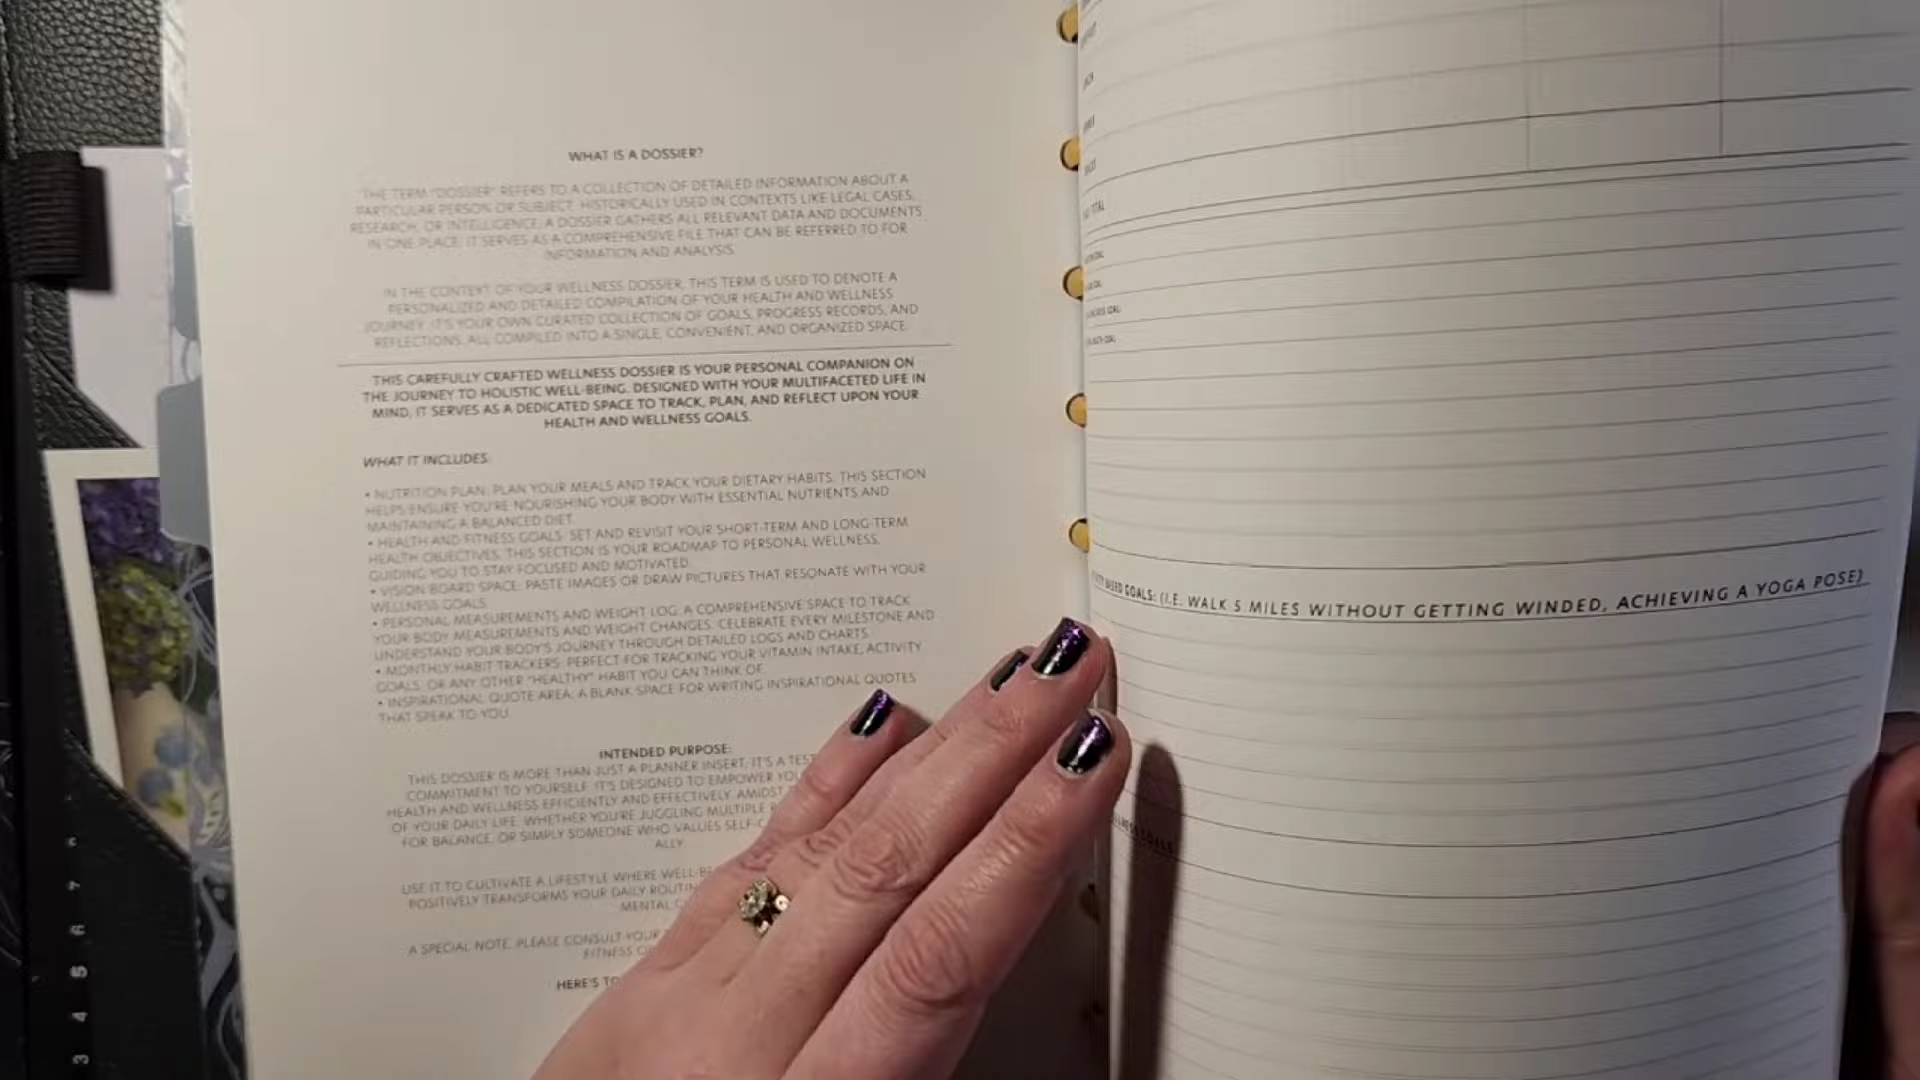 WHAT IS A DOSSIER?
THE TERM "DOSSIER" REFERS TO A COLLECTION OF DETAILED INFORMATION ABOUT A
PARTICULAR PERSON OR SUBJECT. HISTORICALLY USED IN CONTEXTS LIKE LEGAL CASES,
RESEARCH, OR INTELLIGENCE, A DOSSIER GATHERS ALL RELEVANT DATA AND DOCUMENTS
IN ONE PLACE. IT SERVES AS A COMPREHENSIVE FILE THAT CAN BE REFERRED TO FOR
INFORMATION AND ANALYSIS.
IN THE CONTEXT OF YOUR WELLNESS DOSSIER, THIS TERM IS USED TO DENOTE A
PERSONALIZED AND DETAILED COMPILATION OF YOUR HEALTH AND WELLNESS
JOURNEY. IT'S YOUR OWN CURATED COLLECTION OF GOALS, PROGRESS RECORDS, AND
REFLECTIONS, ALL COMPILED INTO A SINGLE, CONVENIENT, AND ORGANIZED SPACE.
THIS CAREFULLY CRAFTED WELLNESS DOSSIER IS YOUR PERSONAL COMPANION ON
THE JOURNEY TO HOLISTIC WELL-BEING. DESIGNED WITH YOUR MULTIFACETED LIFE IN
MIND, IT SERVES AS A DEDICATED SPACE TO TRACK, PLAN, AND REFLECT UPON YOUR
HEALTH AND WELLNESS GOALS.
WHAT IT INCLUDES:
• NUTRITION PLAN: PLAN YOUR MEALS AND TRACK YOUR DIETARY HABITS. THIS SECTION
HELPS ENSURE YOU'RE NOURISHING YOUR BODY WITH ESSENTIAL NUTRIENTS AND
MAINTAINING A BALANCED DIET.
• HEALTH AND FITNESS GOALS: SET AND REVISIT YOUR SHORT-TERM AND LONG-TERM
HEALTH OBJECTIVES. THIS SECTION IS YOUR ROADMAP TO PERSONAL WELLNESS,
GUIDING YOU TO STAY FOCUSED AND MOTIVATED.
• VISION BOARD SPACE: PASTE IMAGES OR DRAW PICTURES THAT RESONATE WITH YOUR
WELLNESS GOALS.
• PERSONAL MEASUREMENTS AND WEIGHT LOG: A COMPREHENSIVE SPACE TO TRACK
YOUR BODY MEASUREMENTS AND WEIGHT CHANGES. CELEBRATE EVERY MILESTONE AND
UNDERSTAND YOUR BODY'S JOURNEY THROUGH DETAILED LOGS AND CHARTS.
• MONTHLY HABIT TRACKERS: PERFECT FOR TRACKING YOUR VITAMIN INTAKE, ACTIVITY
GOALS, OR ANY OTHER "HEALTHY" HABIT YOU CAN THINK OF.
• INSPIRATIONAL QUOTE AREA: A BLANK SPACE FOR WRITING INSPIRATIONAL QUOTES
THAT SPEAK TO YOU.
INTENDED PURPOSE:
THIS DOSSIER IS MORE THAN JUST A PLANNER INSERT; IT'S A
COMMITMENT TO YOURSELF. IT'S DESIGNED TO EMPOWER
HEALTH AND WELLNESS EFFICIENTLY AND EFFECTIVELY AMIDST
OF YOUR DAILY LIFE. WHETHER YOU'RE JUGGLING MULTIPLE
FOR BALANCE, OR SIMPLY SOMEONE WHO VALUES
ALLY.
USE IT TO CULTIVATE A LIFESTYLE WHERE
POSITIVELY TRANSFORMS YOUR DAILY
MENTAL
A SPECIAL NOTE: PLEASE CONSULT YOUR
FITNESS
HERE'S TO
BASED GOALS: (I.E. WALK 5 MILES WITHOUT GETTING WINDED, ACHIEVING A YOGA POSE)
7
6
5
4
3